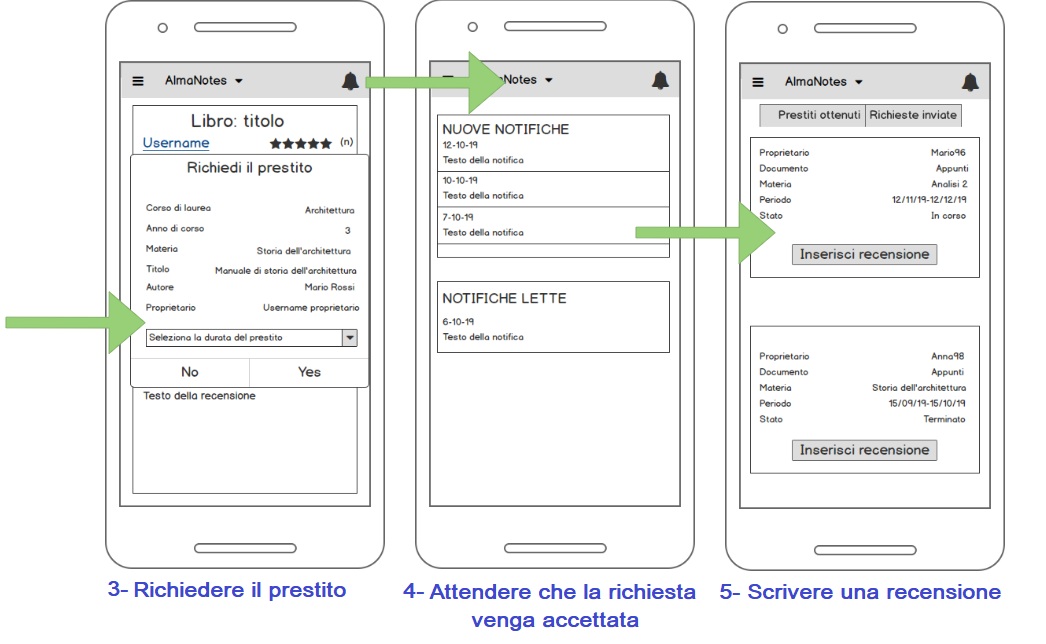 AlmaNotes
Libro: titolo
Username (n)
Richiedi il prestito
Corso di laurea Architettura
Anno di corso 3
Materia Storia dell'architettura
Titolo Manuale di storia dell'architettura
Autore Mario Rossi
Proprietario Username proprietario
Seleziona la durata del prestito
No Yes
Testo della recensione
3- Richiedere il prestito
Notes
NUOVE NOTIFICHE
12-10-19
Testo della notifica
10-10-19
Testo della notifica
7-10-19
Testo della notifica
NOTIFICHE LETTE
6-10-19
Testo della notifica
4- Attendere che la richiesta
venga accettata
AlmaNotes
Prestiti ottenuti Richieste inviate
Proprietario Mario96
Documento Appunti
Materia Analisi 2
Periodo 12/11/19-12/12/19
Stato In corso
Inserisci recensione
Proprietario Anna98
Documento Appunti
Materia Storia dell'architettura
Periodo 15/09/19-15/10/19
Stato Terminato
Inserisci recensione
5- Scrivere una recensione